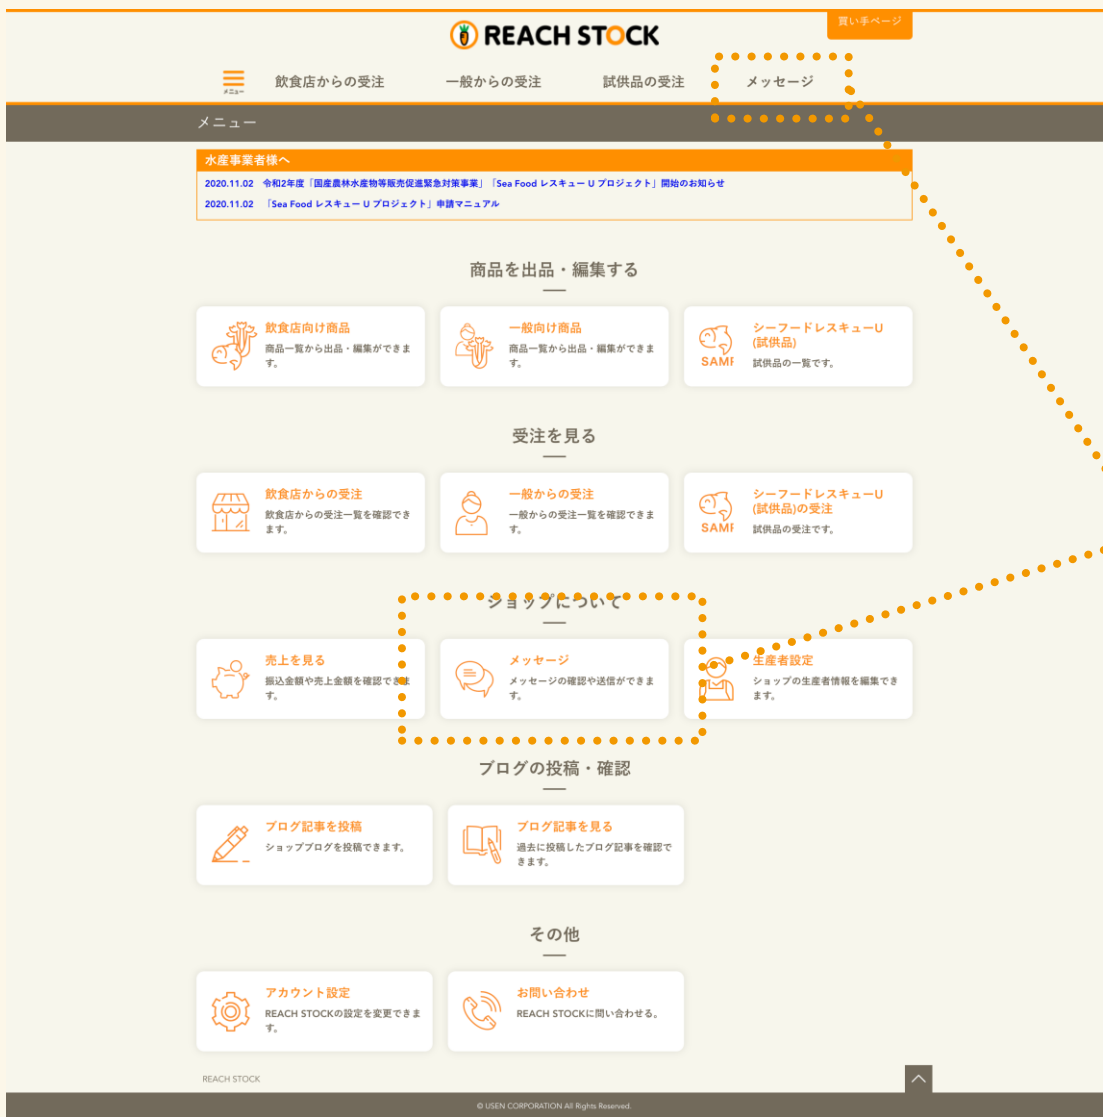 買い手ページ
REACH STOCK
メニュー
飲食店からの受注
一般からの受注
試供品の受注
メッセージ
メニュー
水産事業者様へ
2020.11.02 令和2年度「国産農林水産物等販売促進緊急対策事業」「Sea Food レスキュー U プロジェクト」開始のお知らせ
2020.11.02 「Sea Food レスキュー U プロジェクト」申請マニュアル
商品を出品・編集する
飲食店向け商品
商品一覧から出品・編集ができま
す。
一般向け商品
商品一覧から出品・編集ができま
す。
SAMF
シーフードレスキューU
(試供品)
試供品の一覧です。
受注を見る
飲食店からの受注
飲食店からの受注一覧を確認でき
ます。
一般からの受注
一般からの受注一覧を確認できま
す。
SAMF
シーフードレスキューU
(試供品)の受注
試供品の受注です。
ショップについて
売上を見る
振込金額や売上金額を確認できま
す。
メッセージ
メッセージの確認や送信ができま
す。
生産者設定
ショップの生産者情報を編集でき
ます。
ブログの投稿・確認
ブログ記事を投稿
ショップブログを投稿できます。
ブログ記事を見る
過去に投稿したブログ記事を確認で
きます。
その他
アカウント設定
REACH STOCKの設定を変更できま
す。
お問い合わせ
REACH STOCKに問い合わせる。
REACH STOCK
© USEN CORPORATION All Rights Reserved.